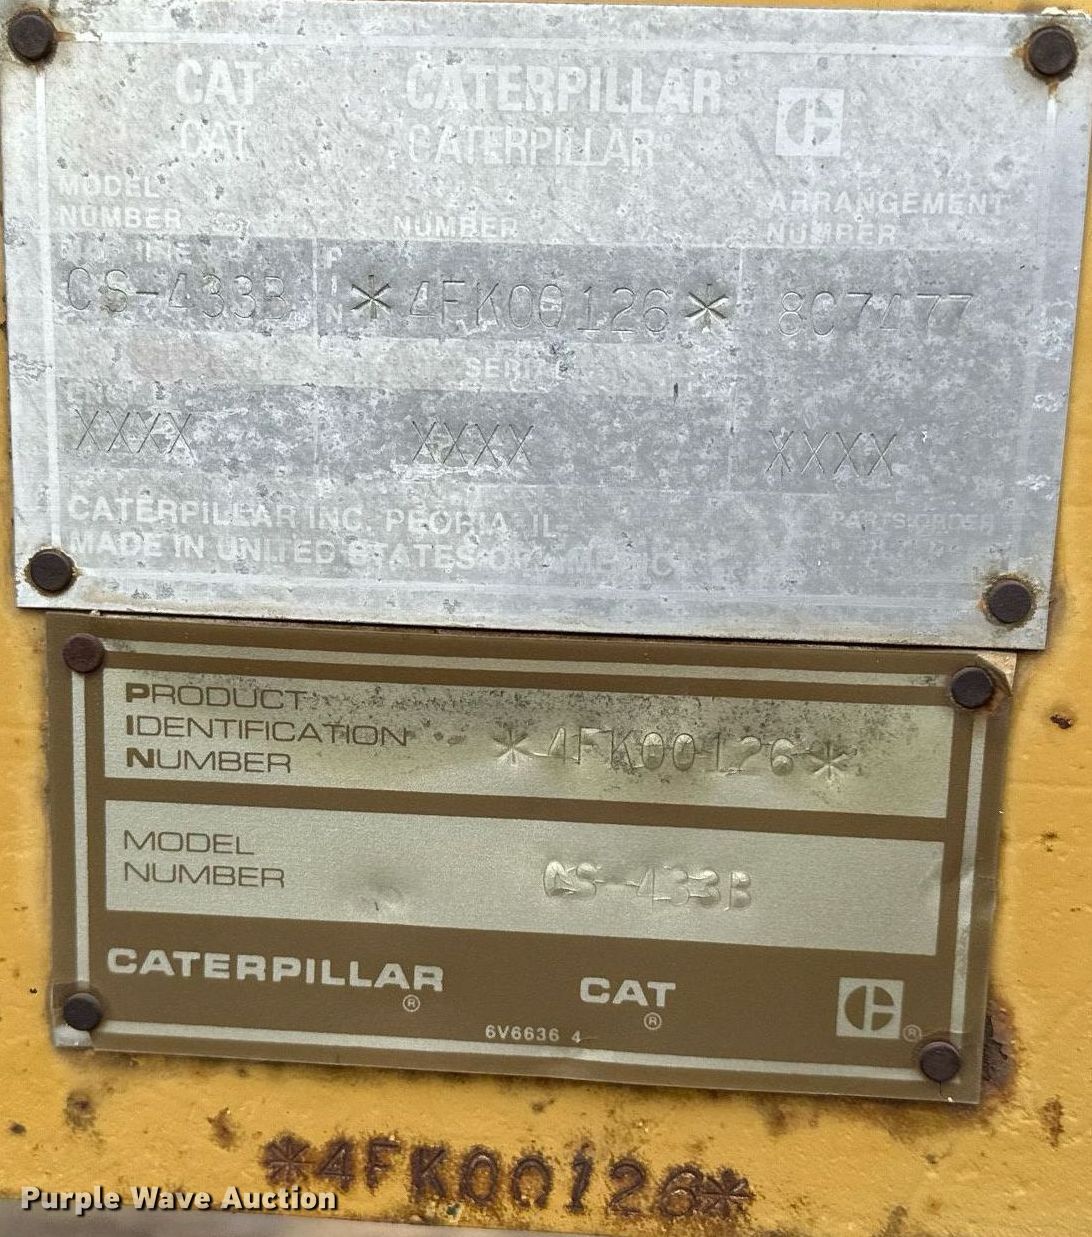 CAT CATERPILLAR
CAT CATERPILLAR
MODEL
NUMBER
NUMBER
ARRANGEMENT
NUMBER
CS-433B
*4FK00126*
8C7477
XXXX XXXX XXXX
CATERPILLAR INC. PEORIA, IL
MADE IN UNITED STATES
PARTS ORDER
PRODUCT
IDENTIFICATION
NUMBER
*4FK00126*
MODEL
NUMBER
CS-433B
CATERPILLAR ® CAT ® ®
6V6636 4
*4FK00126*
Purple Wave Auction